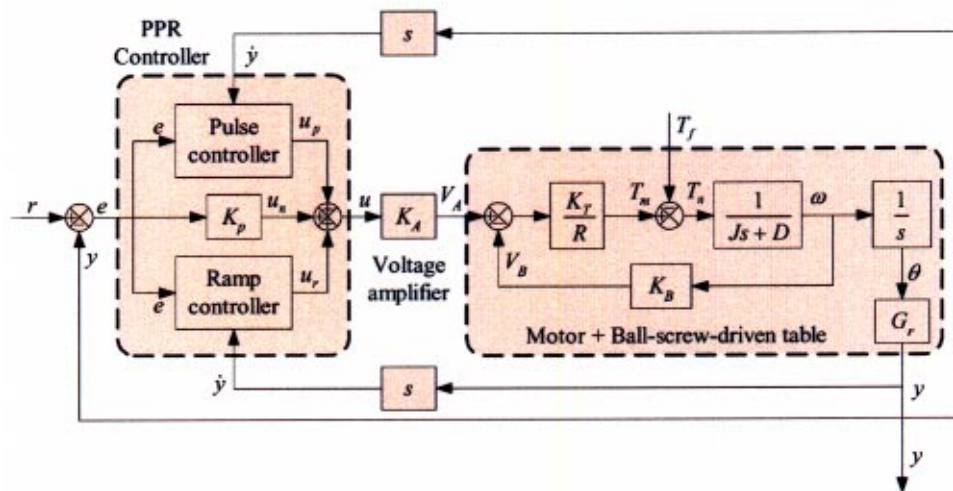 PPR
Controller
s
ẏ
Pulse
controller
e
u_p
T_f
r
e
K_p
u_n
u
K_A
V_A
K_T
R
T_m
T_n
1
Js + D
ω
1
s
y
Voltage
amplifier
V_B
K_B
θ
Ramp
controller
e
u_r
G_r
Motor + Ball-screw-driven table
ẏ
s
y
y